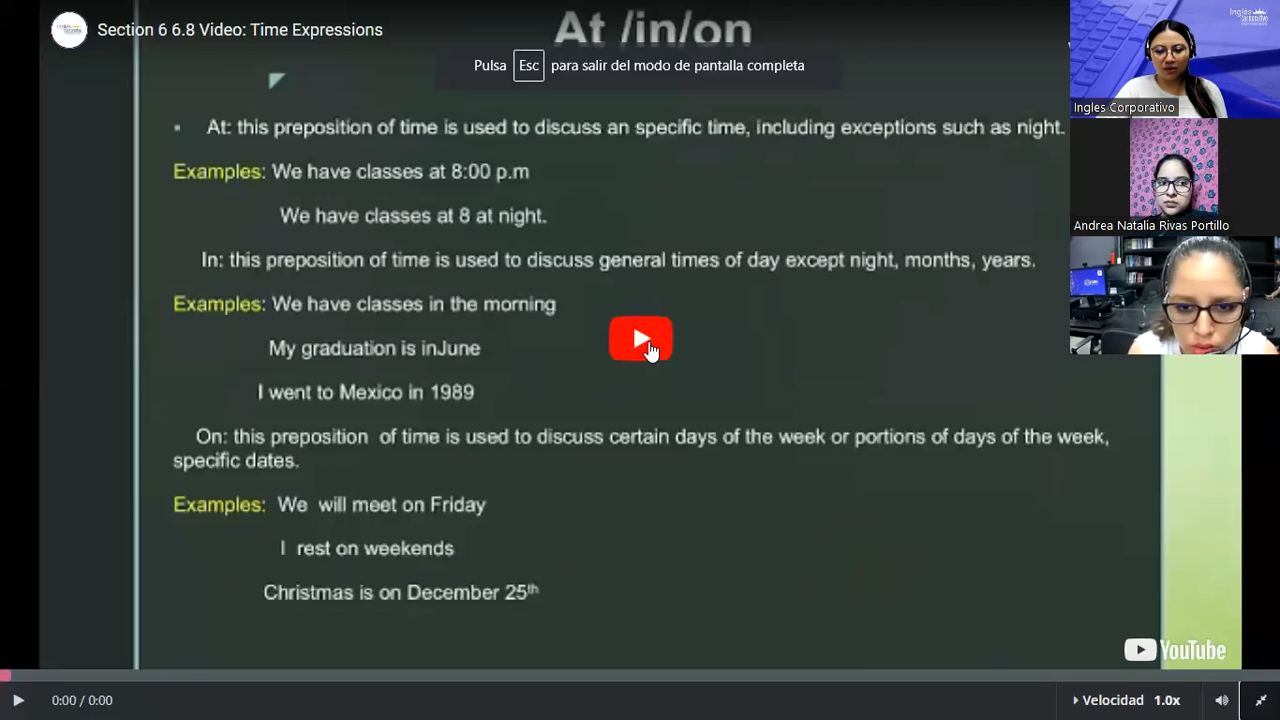 Section 6 6.8 Video: Time Expressions
At /in/on
Pulsa Esc para salir del modo de pantalla completa
At: this preposition of time is used to discuss an specific time, including exceptions such as night.
Examples: We have classes at 8:00 p.m
We have classes at 8 at night.
In: this preposition of time is used to discuss general times of day except night, months, years.
Examples: We have classes in the morning
My graduation is inJune
I went to Mexico in 1989
On: this preposition of time is used to discuss certain days of the week or portions of days of the week,
specific dates.
Examples: We will meet on Friday
I rest on weekends
Christmas is on December 25th
YouTube
0:00 / 0:00
Velocidad 1.0x
Ingles Corporativo
Andrea Natalia Rivas Portillo